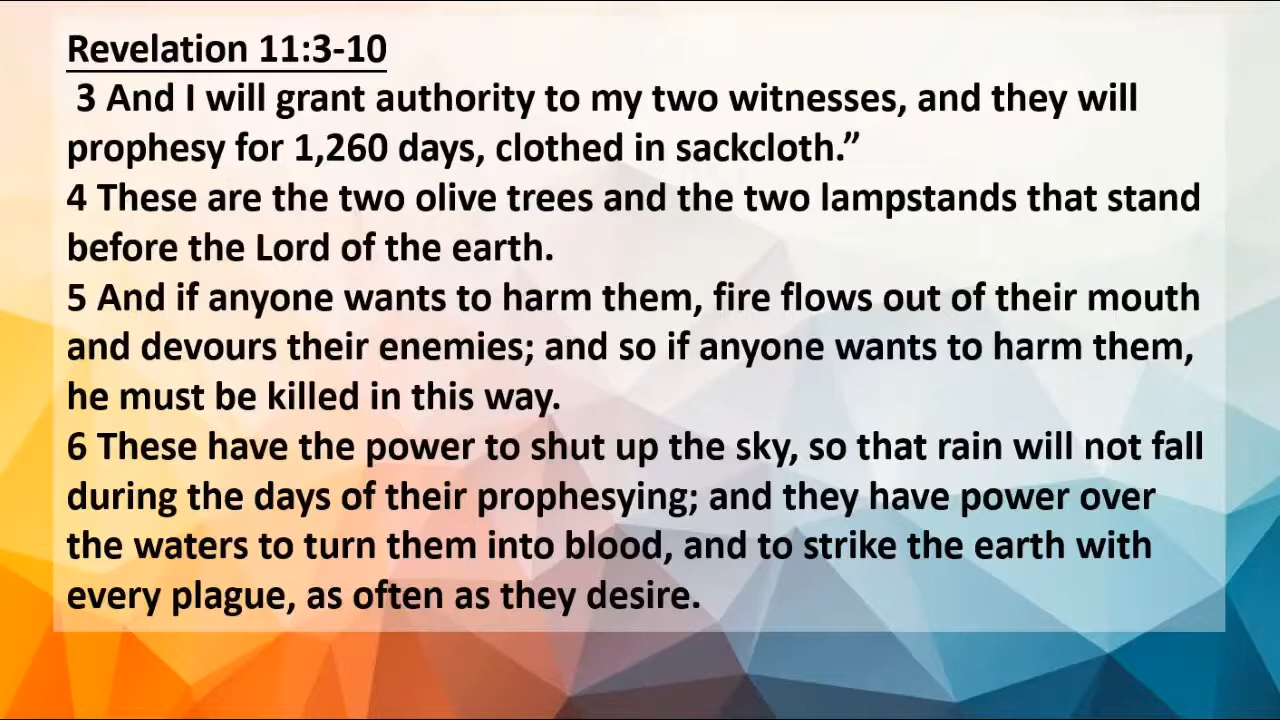 Revelation 11:3-10
3 And I will grant authority to my two witnesses, and they will
prophesy for 1,260 days, clothed in sackcloth.”
4 These are the two olive trees and the two lampstands that stand
before the Lord of the earth.
5 And if anyone wants to harm them, fire flows out of their mouth
and devours their enemies; and so if anyone wants to harm them,
he must be killed in this way.
6 These have the power to shut up the sky, so that rain will not fall
during the days of their prophesying; and they have power over
the waters to turn them into blood, and to strike the earth with
every plague, as often as they desire.